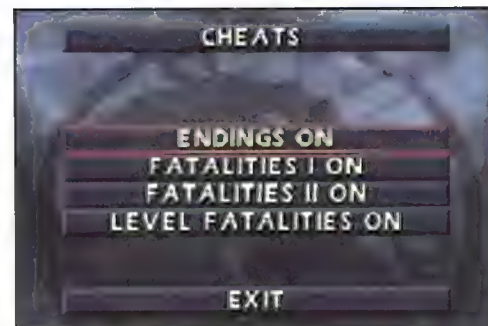 CHEATS
ENDINGS ON
FATALITIES I ON
FATALITIES II ON
LEVEL FATALITIES ON
EXIT